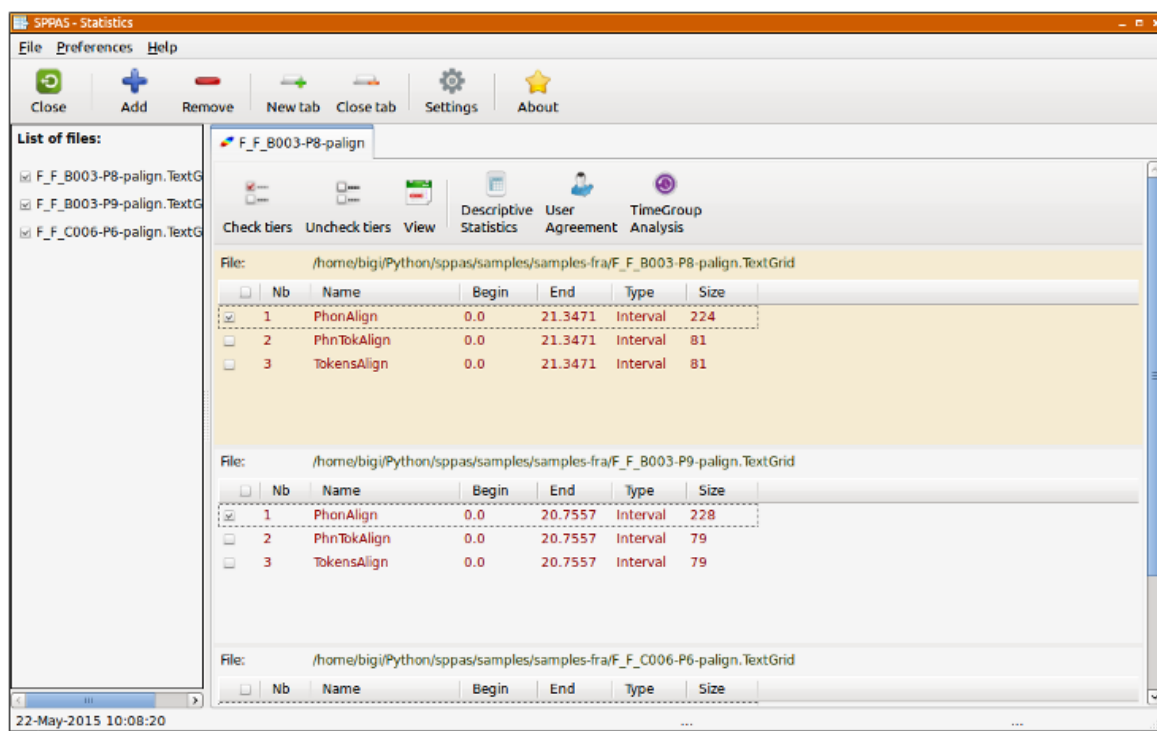 SPPAS - Statistics
File Preferences Help
Close Add Remove New tab Close tab Settings About
List of files:
F_F_B003-P8-palign.TextG
F_F_B003-P9-palign.TextG
F_F_C006-P6-palign.TextG
F_F_B003-P8-palign
Check tiers Uncheck tiers View Descriptive Statistics User Agreement TimeGroup Analysis
File: /home/bigi/Python/sppas/samples/samples-fra/F_F_B003-P8-palign.TextGrid
Nb Name Begin End Type Size
1 PhonAlign 0.0 21.3471 Interval 224
2 PhnTokAlign 0.0 21.3471 Interval 81
3 TokensAlign 0.0 21.3471 Interval 81
File: /home/bigi/Python/sppas/samples/samples-fra/F_F_B003-P9-palign.TextGrid
Nb Name Begin End Type Size
1 PhonAlign 0.0 20.7557 Interval 228
2 PhnTokAlign 0.0 20.7557 Interval 79
3 TokensAlign 0.0 20.7557 Interval 79
File: /home/bigi/Python/sppas/samples/samples-fra/F_F_C006-P6-palign.TextGrid
Nb Name Begin End Type Size
22-May-2015 10:08:20 ... ...